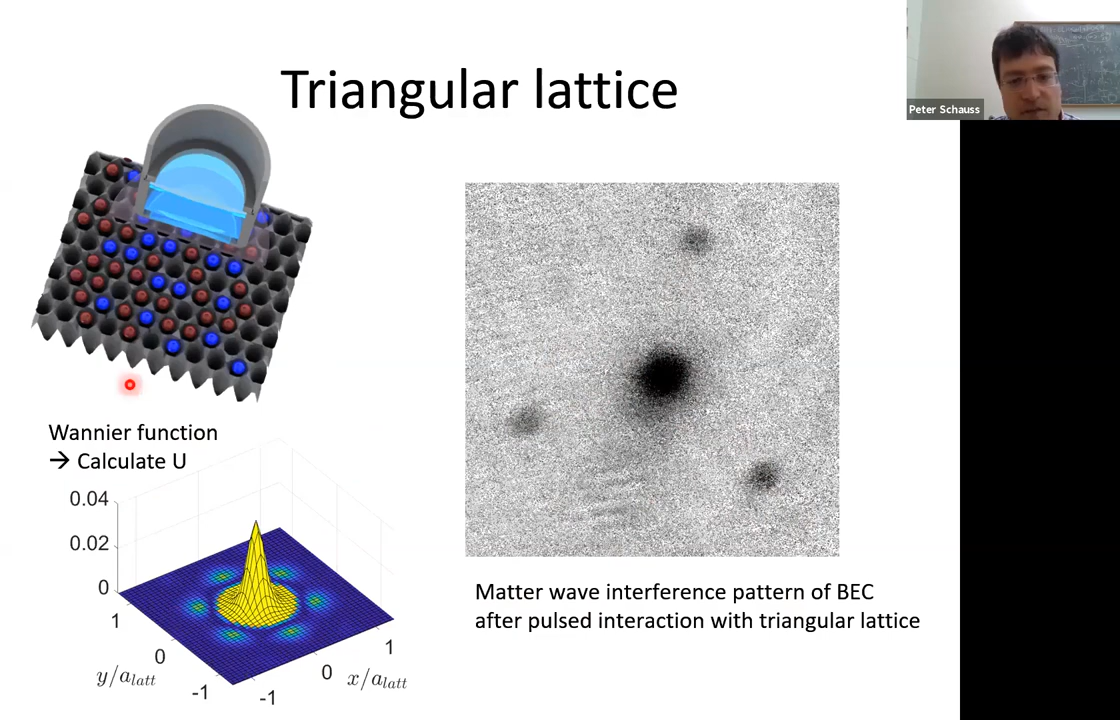 Triangular lattice
Peter Schauss
Wannier function
→ Calculate U
0.04
0.02
0
1
0
-1
y/a_latt
-1
0
1
x/a_latt
Matter wave interference pattern of BEC
after pulsed interaction with triangular lattice